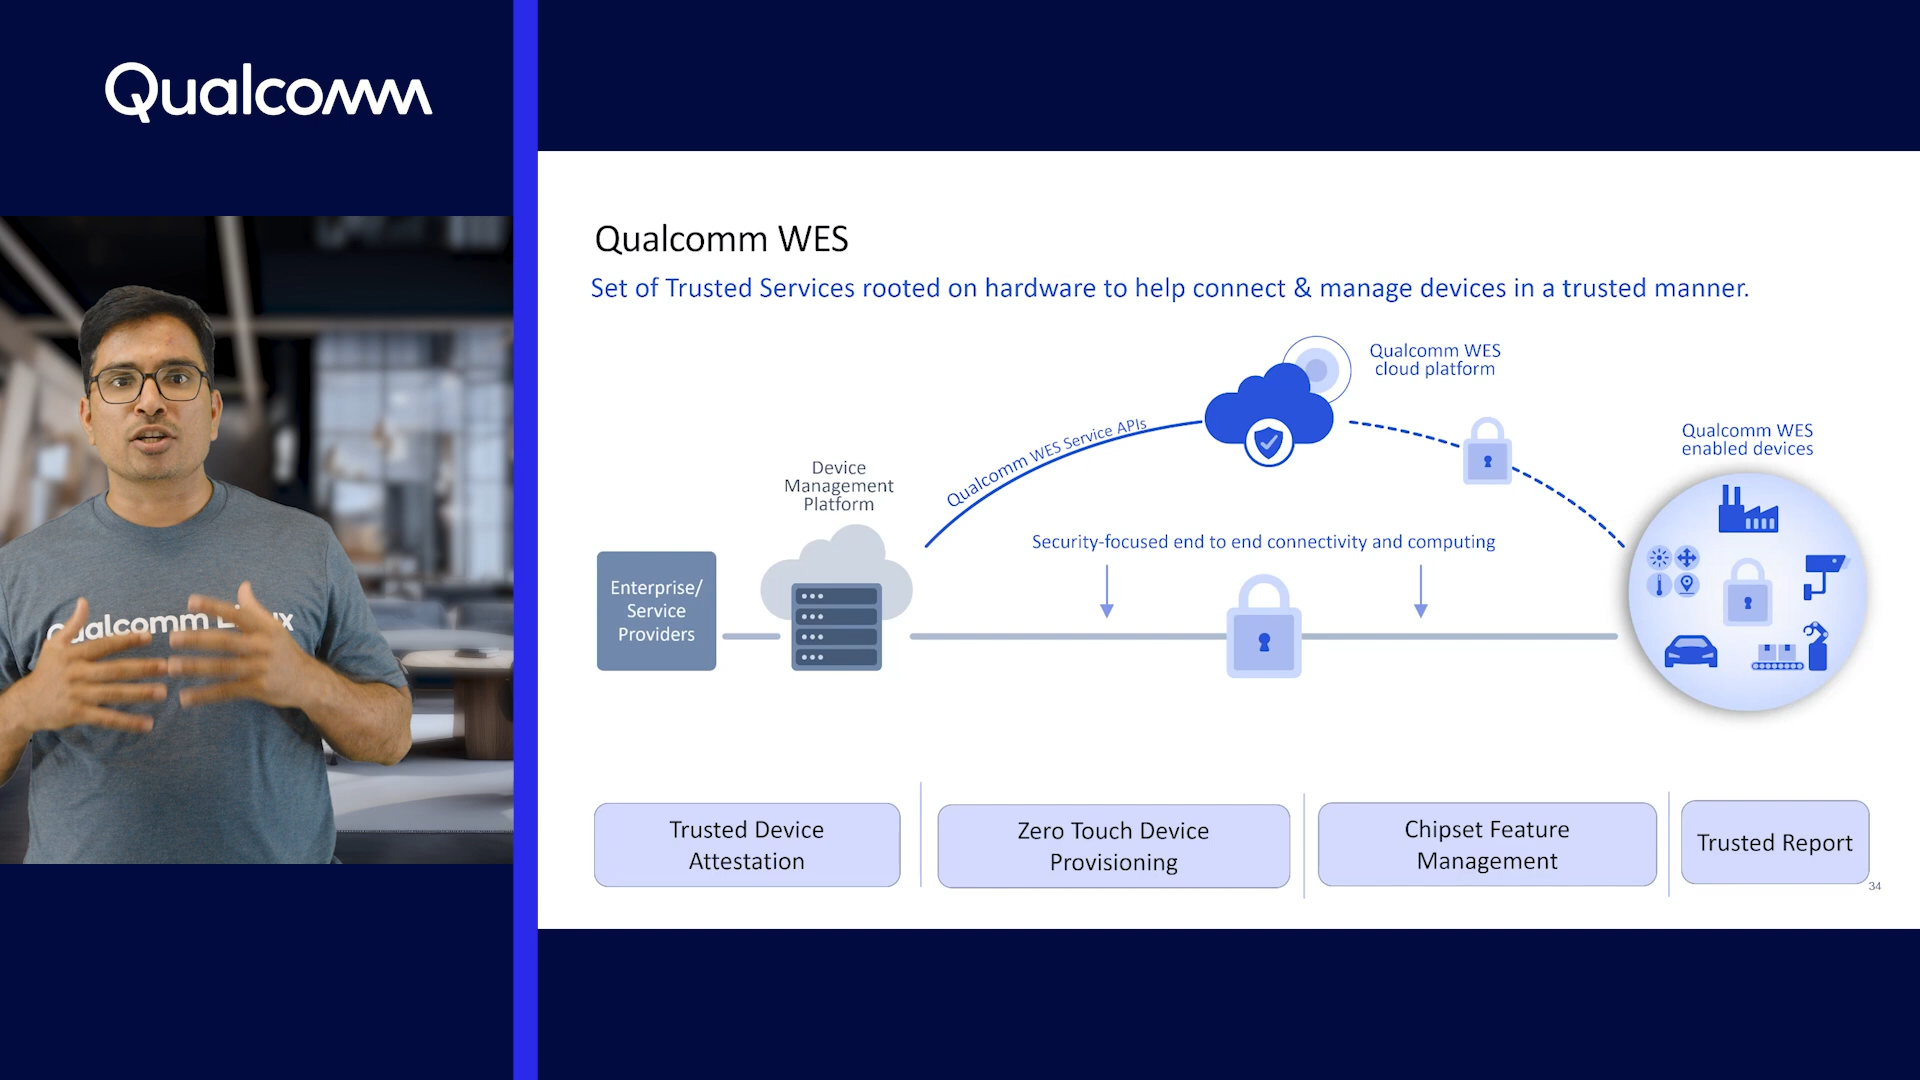 Qualcomm
Qualcomm WES
Set of Trusted Services rooted on hardware to help connect & manage devices in a trusted manner.
Qualcomm WES
cloud platform
Qualcomm WES Service APIs
Qualcomm WES
enabled devices
Device
Management
Platform
Security-focused end to end connectivity and computing
Enterprise/
Service
Providers
Trusted Device
Attestation
Zero Touch Device
Provisioning
Chipset Feature
Management
Trusted Report
34